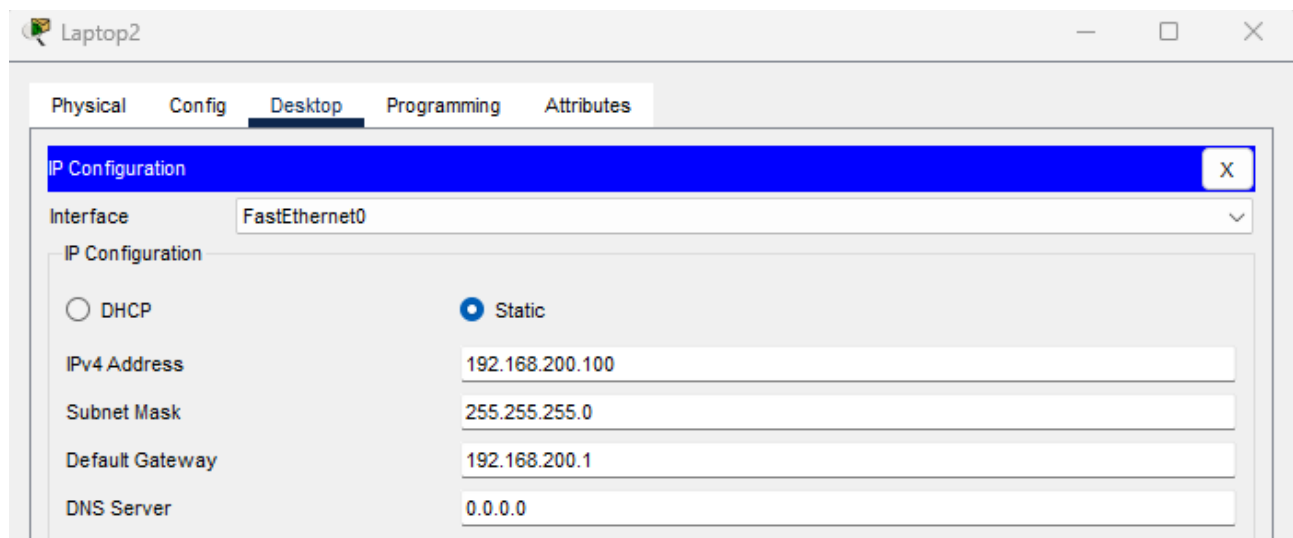 Laptop2
Physical Config Desktop Programming Attributes
IP Configuration X
Interface FastEthernet0
IP Configuration
DHCP Static
IPv4 Address 192.168.200.100
Subnet Mask 255.255.255.0
Default Gateway 192.168.200.1
DNS Server 0.0.0.0